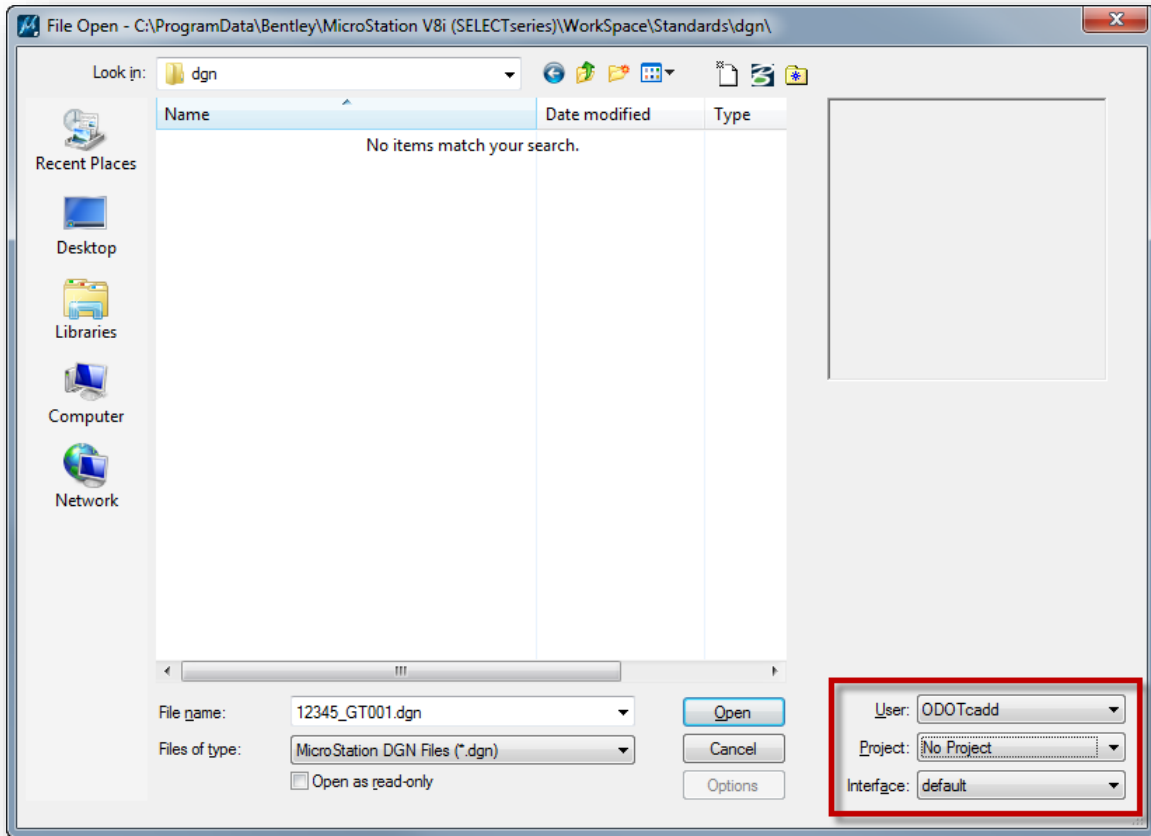 File Open - C:\ProgramData\Bentley\MicroStation V8i (SELECTseries)\WorkSpace\Standards\dgn\
Look in: dgn
Name Date modified Type
No items match your search.
Recent Places
Desktop
Libraries
Computer
Network
File name: 12345_GT001.dgn Open User: ODOTcadd
Files of type: MicroStation DGN Files (*.dgn) Cancel Project: No Project
Open as read-only Options Interface: default